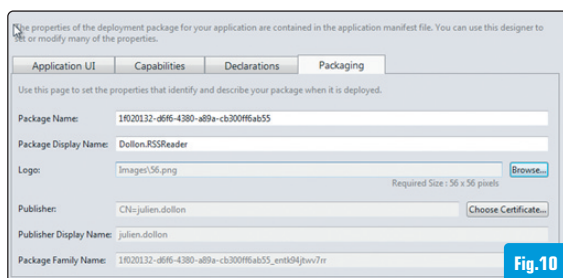 The properties of the deployment package for your application are contained in the application manifest file. You can use this designer to
set or modify many of the properties.
Application UI Capabilities Declarations Packaging
Use this page to set the properties that identify and describe your package when it is deployed.
Package Name: 1f020132-d6f6-4380-a89a-cb300ff6ab55
Package Display Name: Dollon.RSSReader
Logo: Images\56.png Browse...
Required Size : 56 x 56 pixels
Publisher: CN=julien.dollon Choose Certificate...
Publisher Display Name: julien.dollon
Package Family Name: 1f020132-d6f6-4380-a89a-cb300ff6ab55_entk94jtwv7rr
Fig.10